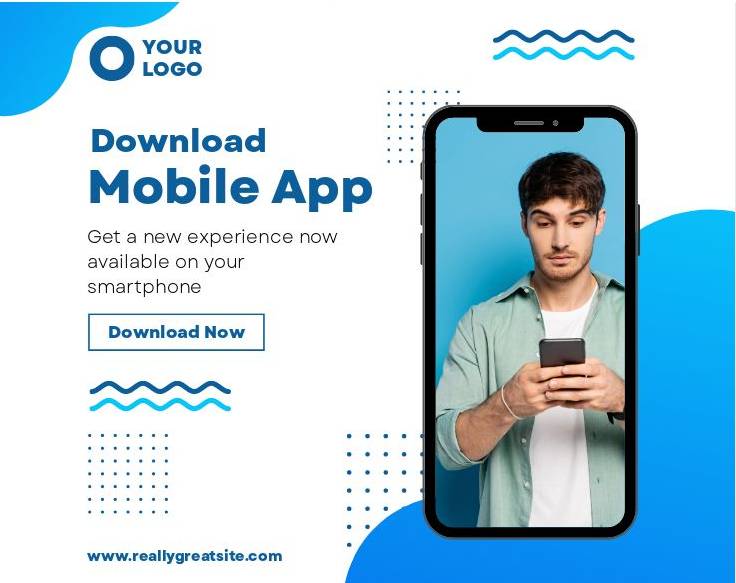 YOUR
LOGO
Download
Mobile App
Get a new experience now
available on your
smartphone
Download Now
www.reallygreatsite.com